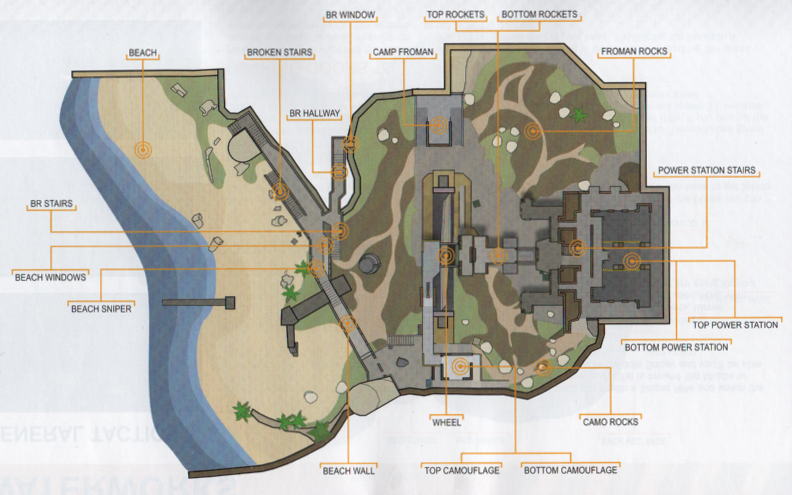 BR WINDOW
TOP ROCKETS
BOTTOM ROCKETS
BEACH
BROKEN STAIRS
CAMP FROMAN
FROMAN ROCKS
BR HALLWAY
POWER STATION STAIRS
BR STAIRS
BEACH WINDOWS
BEACH SNIPER
TOP POWER STATION
BOTTOM POWER STATION
WHEEL
CAMO ROCKS
BEACH WALL
TOP CAMOUFLAGE
BOTTOM CAMOUFLAGE
GENERAL TACTIC
WATERWORKS